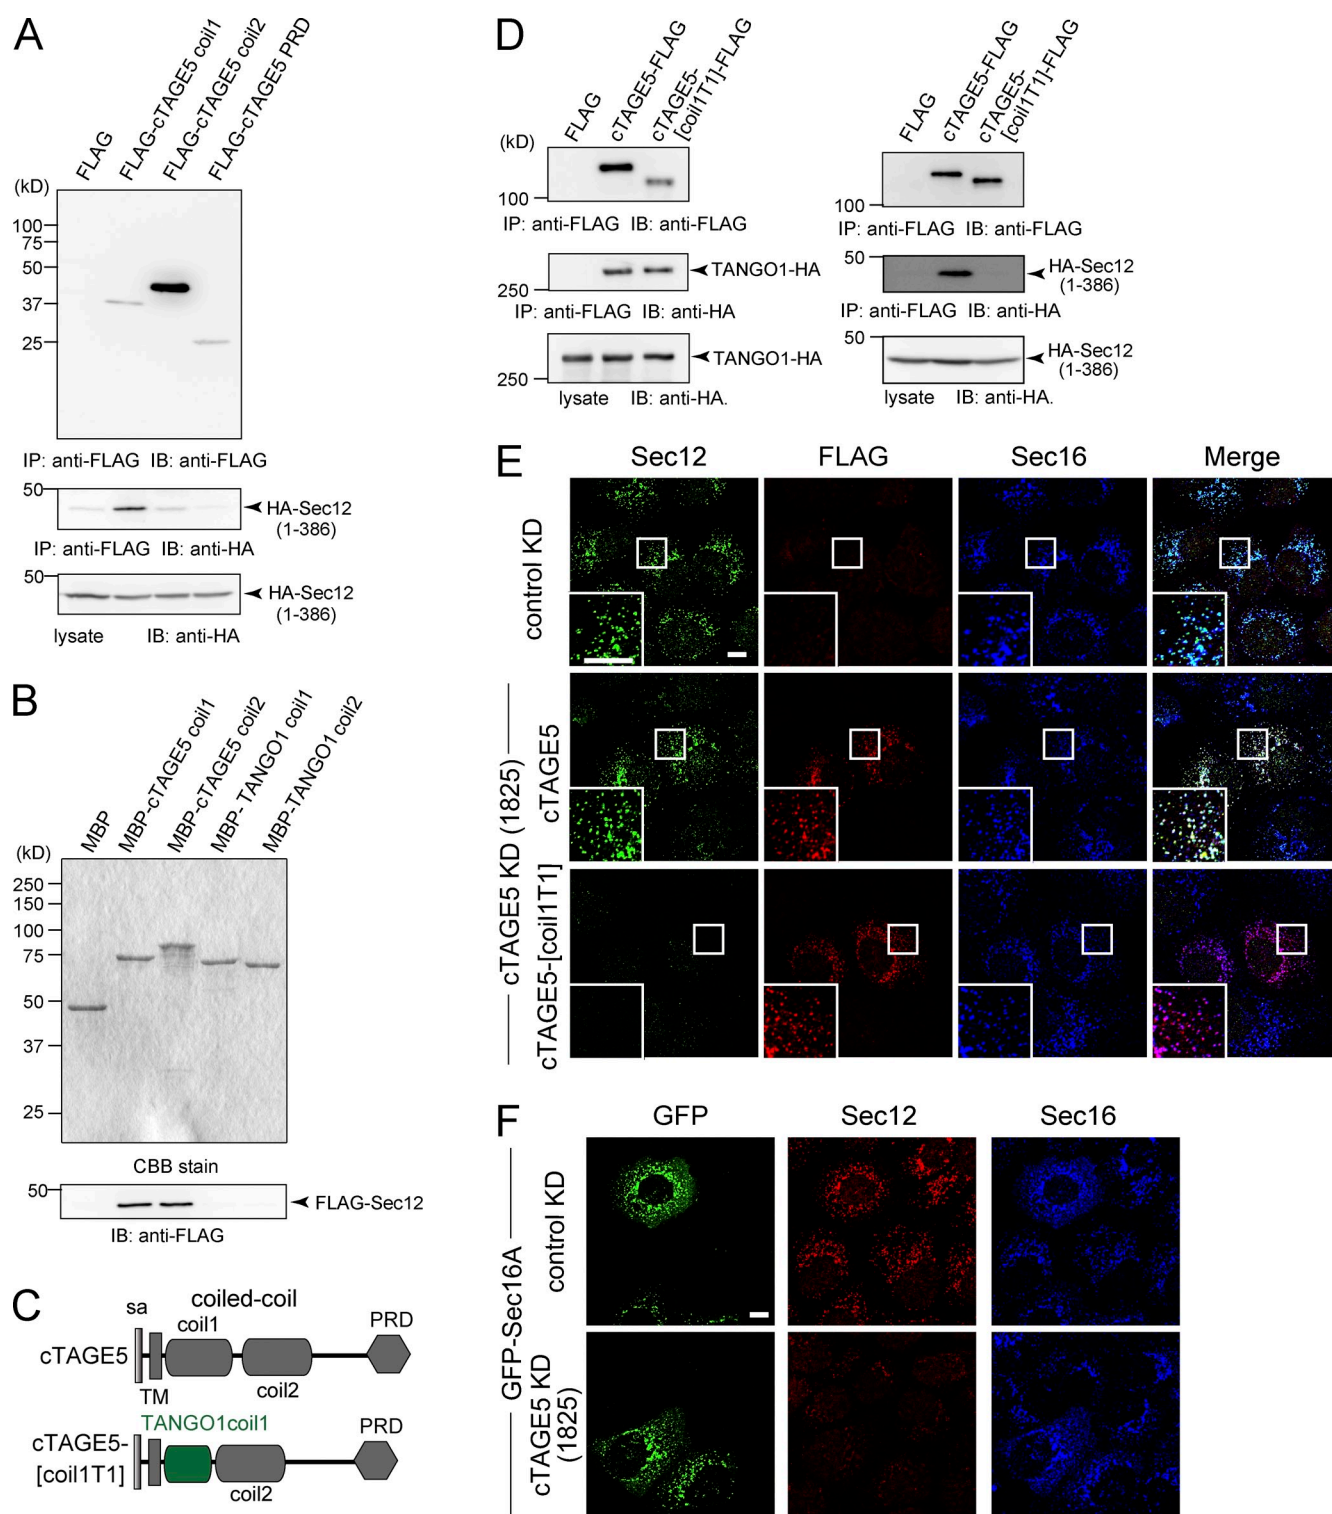 A
FLAG
FLAG-cTAGE5 coil1
FLAG-cTAGE5 coil2
FLAG-cTAGE5 PRD
(kD)
100
75
50
37
25
IP: anti-FLAG IB: anti-FLAG
50
HA-Sec12
(1-386)
IP: anti-FLAG IB: anti-HA
50
HA-Sec12
(1-386)
lysate IB: anti-HA
B
MBP
MBP-cTAGE5 coil1
MBP-cTAGE5 coil2
MBP- TANGO1 coil1
MBP-TANGO1 coil2
(kD)
250
150
100
75
50
37
25
CBB stain
50
FLAG-Sec12
IB: anti-FLAG
C
sa
coiled-coil
coil1
PRD
cTAGE5
TM
coil2
TANGO1coil1
PRD
cTAGE5-
[coil1T1]
coil2
D
FLAG
cTAGE5-FLAG
cTAGE5-
[coil1T1]-FLAG
(kD)
100
IP: anti-FLAG IB: anti-FLAG
TANGO1-HA
250
IP: anti-FLAG IB: anti-HA
TANGO1-HA
250
lysate IB: anti-HA.
FLAG
cTAGE5-FLAG
cTAGE5-
[coil1T1]-FLAG
100
IP: anti-FLAG IB: anti-FLAG
50
HA-Sec12
(1-386)
IP: anti-FLAG IB: anti-HA
50
HA-Sec12
(1-386)
lysate IB: anti-HA.
E
Sec12 FLAG Sec16 Merge
control KD
cTAGE5 KD (1825)
cTAGE5
cTAGE5-[coil1T1]
F
GFP Sec12 Sec16
GFP-Sec16A
control KD
cTAGE5 KD
(1825)